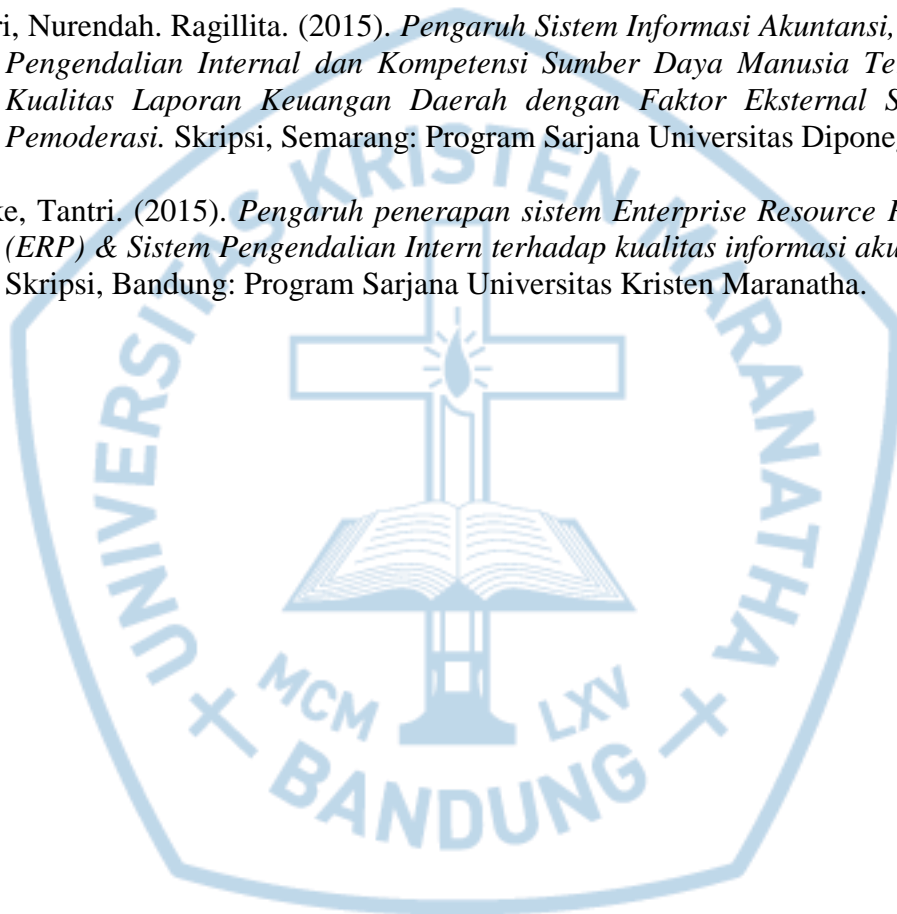 ri, Nurendah. Ragillita. (2015). Pengaruh Sistem Informasi Akuntansi,
Pengendalian Internal dan Kompetensi Sumber Daya Manusia Te
Kualitas Laporan Keuangan Daerah dengan Faktor Eksternal S
Pemoderasi. Skripsi, Semarang: Program Sarjana Universitas Dipone
ke, Tantri. (2015). Pengaruh penerapan sistem Enterprise Resource P
(ERP) & Sistem Pengendalian Intern terhadap kualitas informasi aku
Skripsi, Bandung: Program Sarjana Universitas Kristen Maranatha.
UNIVERSITAS KRISTEN MARANATHA
MCM LXV
BANDUNG